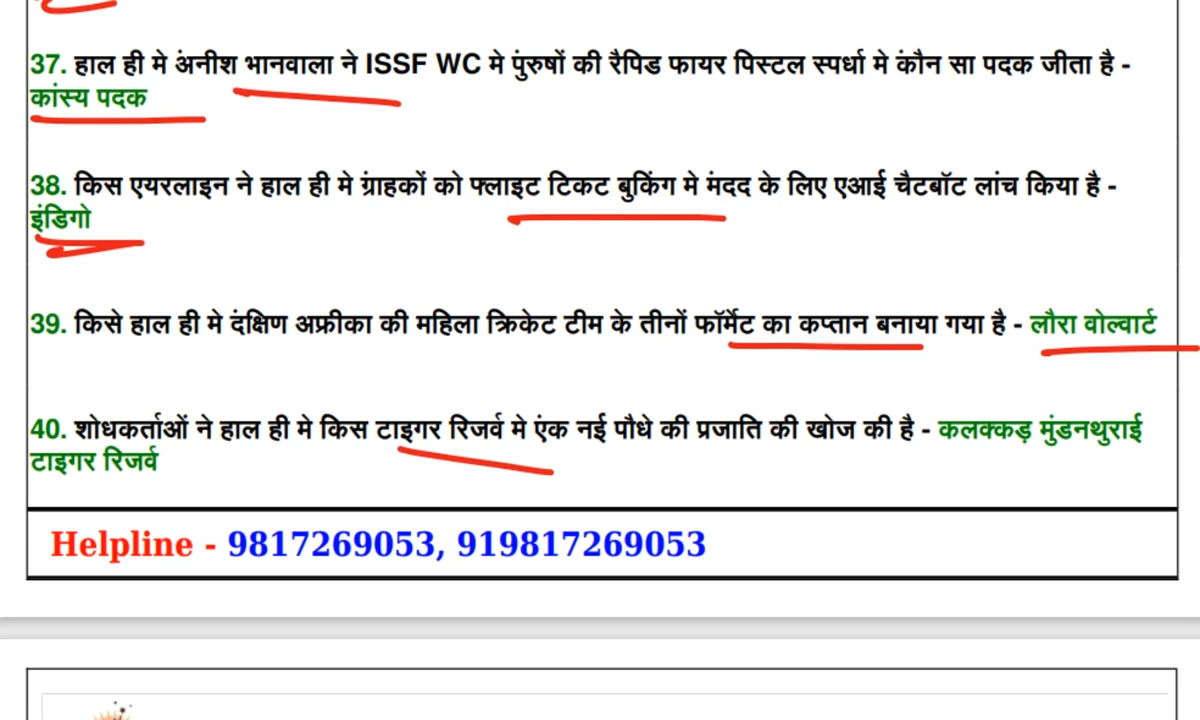 37. हाल ही मे अंनीश भानवाला ने ISSF WC मे पुंरुषों की रैपिड फायर पिस्टल स्पर्धा मे कौंन सा पदक जीता है -
कांस्य पदक
38. किस एयरलाइन ने हाल ही मे ग्रांहकों को फ्लाइट टिकट बुकिंग मे मंदद के लिए एआई चैटबॉट लांच किया है -
इंडिगो
39. किसे हाल ही मे दंक्षिण अफ्रीका की महिला क्रिकेट टीम के तीनों फॉर्मेट का कप्तान बनाया गया है - लौरा वोल्वार्ट
40. शोधकर्ताओं ने हाल ही मे किस टाइगर रिजर्व मे एंक नई पौधे की प्रजाति की खोज की है - कलक्कड़ मुंडनथुराई
टाइगर रिजर्व
Helpline - 9817269053, 919817269053